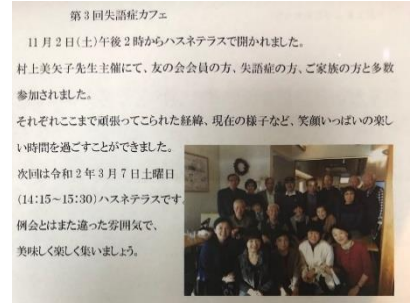 第3回失語症カフェ
11月2日(土)午後2時からハスネテラスで開かれました。
村上美矢子先生主催にて、友の会会員の方、失語症の方、ご家族の方と多数
参加されました。
それぞれここまで頑張ってこられた経緯、現在の様子など、笑顔いっぱいの楽し
い時間を過ごすことができました。
次回は令和2年3月7日土曜日
(14:15～15:30)ハスネテラスです。
例会とはまた違った雰囲気で、
美味しく楽しく集いましょう。